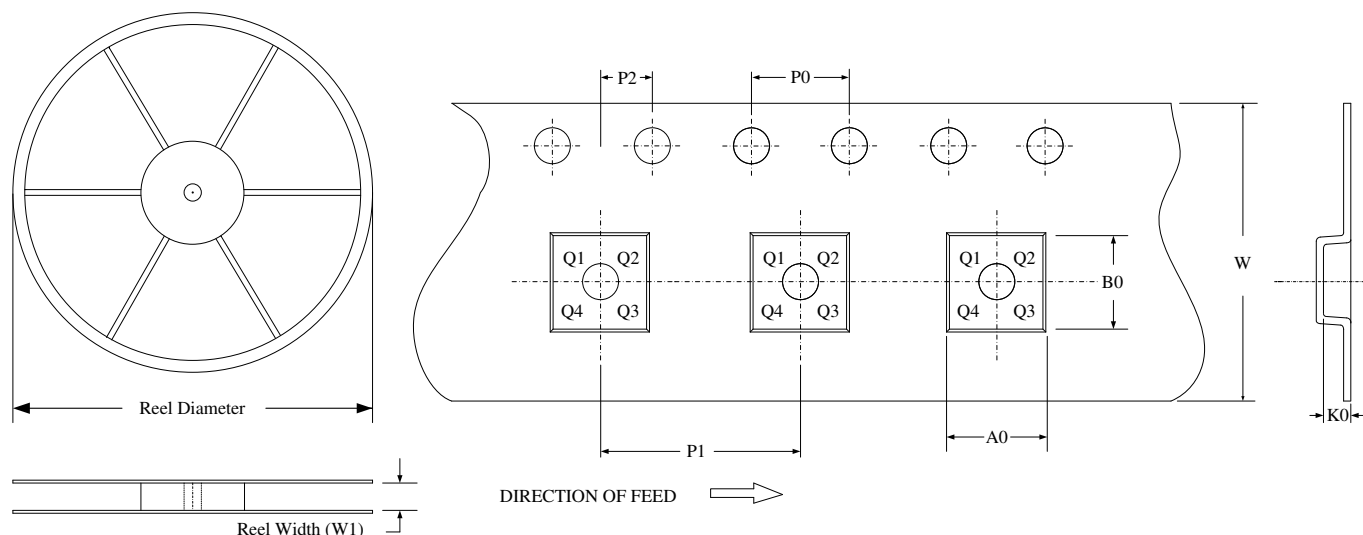 P2
P0
Q1 Q2
Q4 Q3
Q1 Q2
Q4 Q3
Q1 Q2
Q4 Q3
B0
W
K0
A0
P1
Reel Diameter
DIRECTION OF FEED
Reel Width (W1)